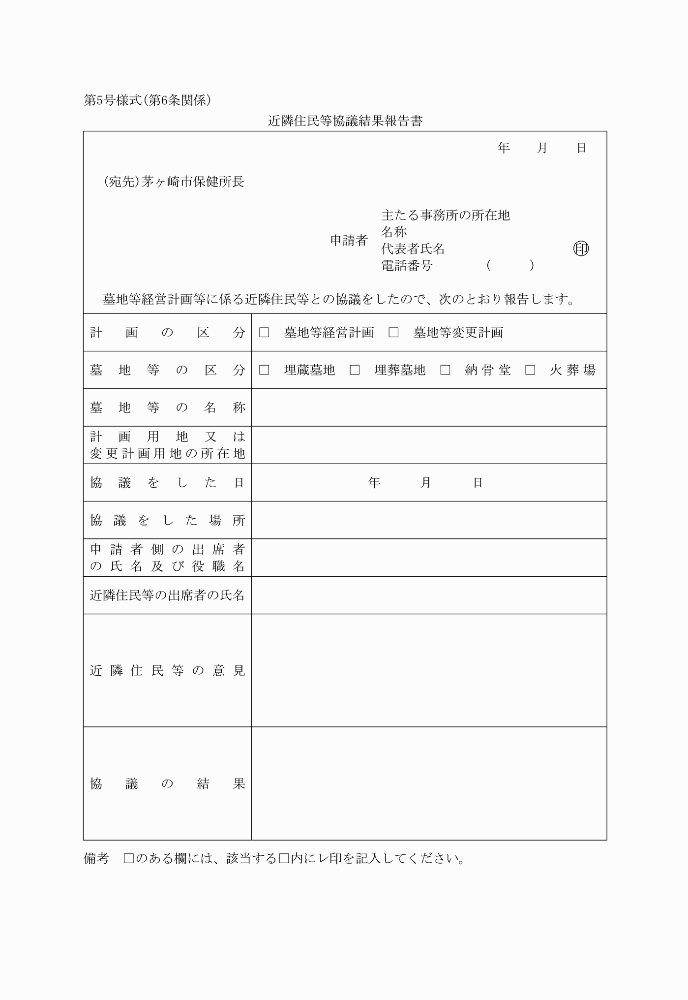 第5号様式(第6条関係)
近隣住民等協議結果報告書
年　　月　　日
(宛先)茅ヶ崎市保健所長
主たる事務所の所在地
名称
申請者
代表者氏名　　㊞
電話番号　　(　　)
墓地等経営計画等に係る近隣住民等との協議をしたので、次のとおり報告します。
計画の区分　□　墓地等経営計画　□　墓地等変更計画
墓地等の区分　□　埋蔵墓地　□　埋葬墓地　□　納骨堂　□　火葬場
墓地等の名称
計画用地又は
変更計画用地の所在地
協議をした日　　年　　月　　日
協議をした場所
申請者側の出席者
の氏名及び役職名
近隣住民等の出席者の氏名
近隣住民等の意見
協議の結果
備考　□のある欄には、該当する□内にレ印を記入してください。